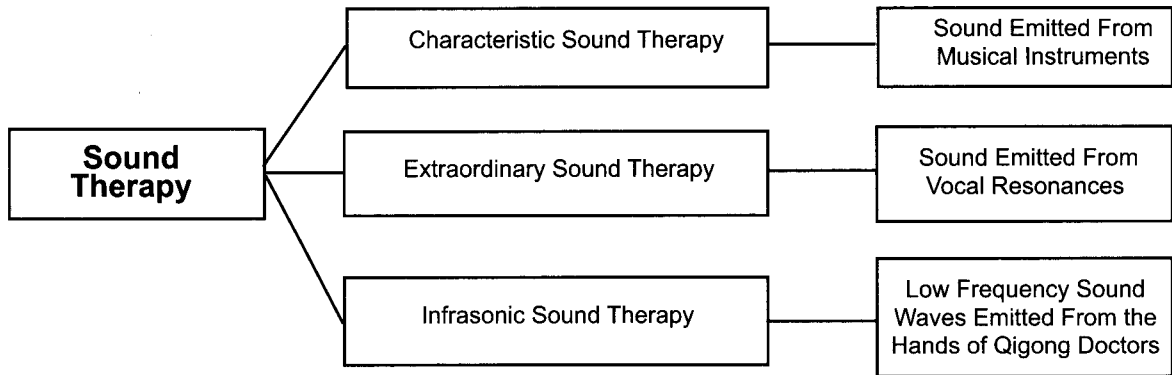 Characteristic Sound Therapy
Sound Emitted From
Musical Instruments
Sound
Therapy
Extraordinary Sound Therapy
Sound Emitted From
Vocal Resonances
Infrasonic Sound Therapy
Low Frequency Sound
Waves Emitted From the
Hands of Qigong Doctors